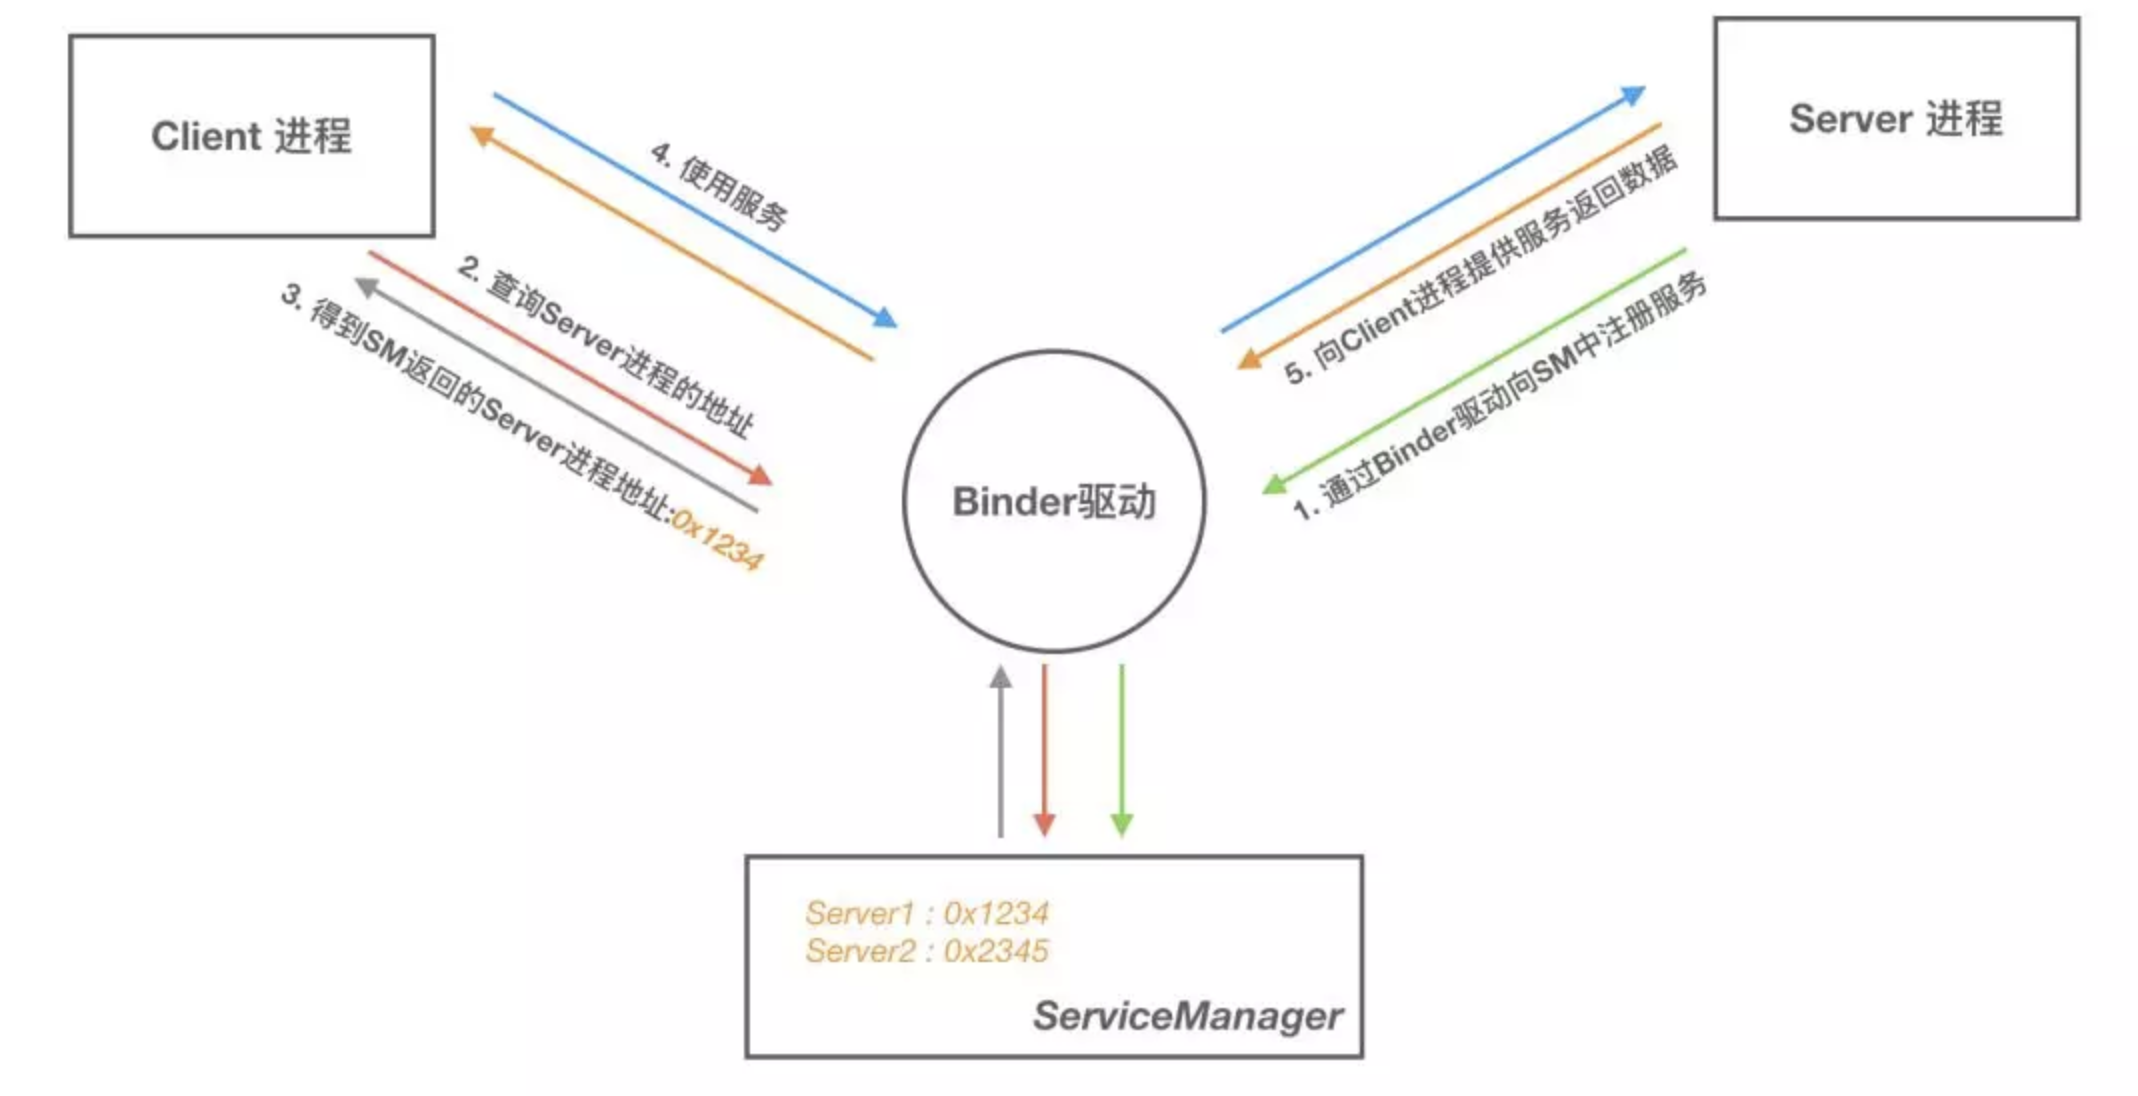 Client 进程
Server 进程
4. 使用服务
2. 查询Server进程的地址
3. 得到SM返回的Server进程地址:0x1234
5. 向Client进程提供服务返回数据
1. 通过Binder驱动向SM中注册服务
Binder驱动
Server1 : 0x1234
Server2 : 0x2345
ServiceManager